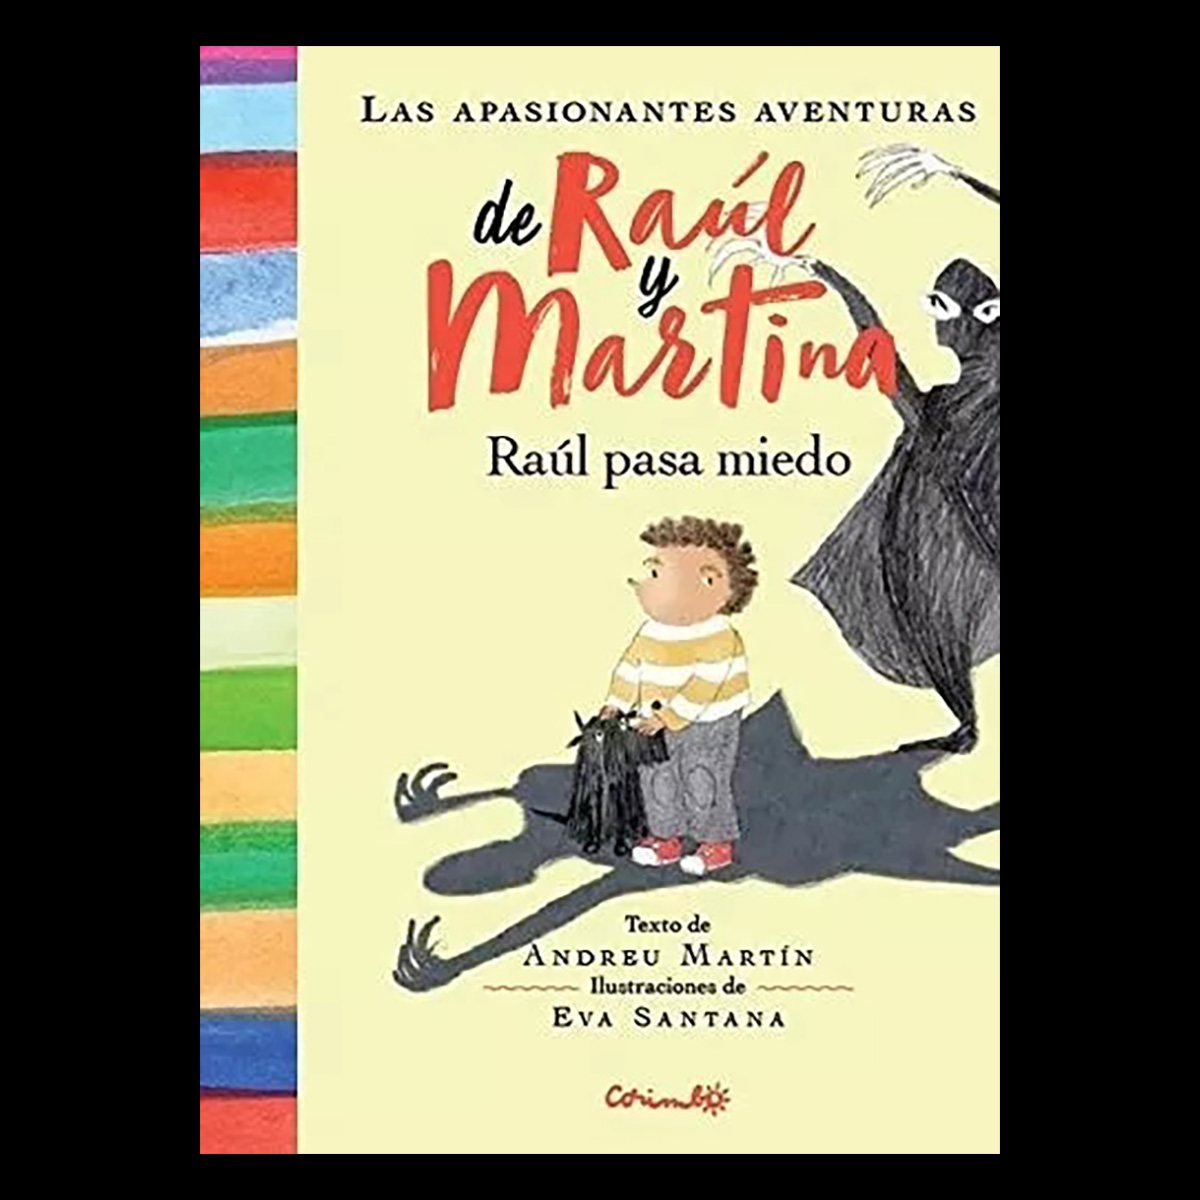 LAS APASIONANTES AVENTURAS
de Raúl
y
Martina
Raúl pasa miedo
Texto de
ANDREU MARTÍN
Ilustraciones de
EVA SANTANA
Corimbo